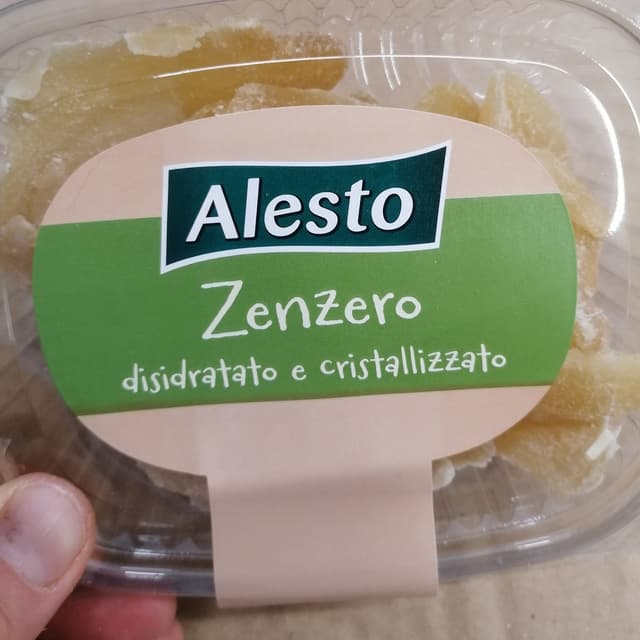 Alesto
Zenzero
disidratato e cristallizzato